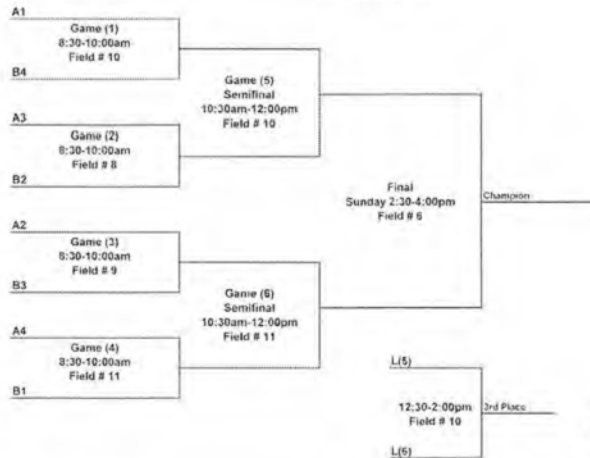 A1
Game (1)
8:30-10:00am
Field # 10
B4
Game (5)
Semifinal
10:30am-12:00pm
Field # 10
A3
Game (2)
8:30-10:00am
Field # 8
B2
Final
Sunday 2:30-4:00pm
Field # 6
Champion
A2
Game (3)
8:30-10:00am
Field # 9
B3
Game (6)
Semifinal
10:30am-12:00pm
Field # 11
A4
Game (4)
8:30-10:00am
Field # 11
B1
L(5)
12:30-2:00pm
Field # 10
3rd Place
L(6)